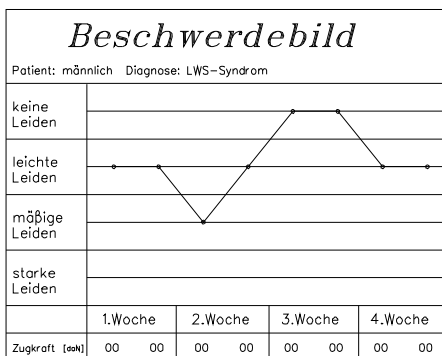 Beschwerdebild
Patient: männlich Diagnose: LWS-Syndrom
keine
Leiden
leichte
Leiden
mäßige
Leiden
starke
Leiden
1.Woche 2.Woche 3.Woche 4.Woche
Zugkraft [daN] 00 00 00 00 00 00 00 00